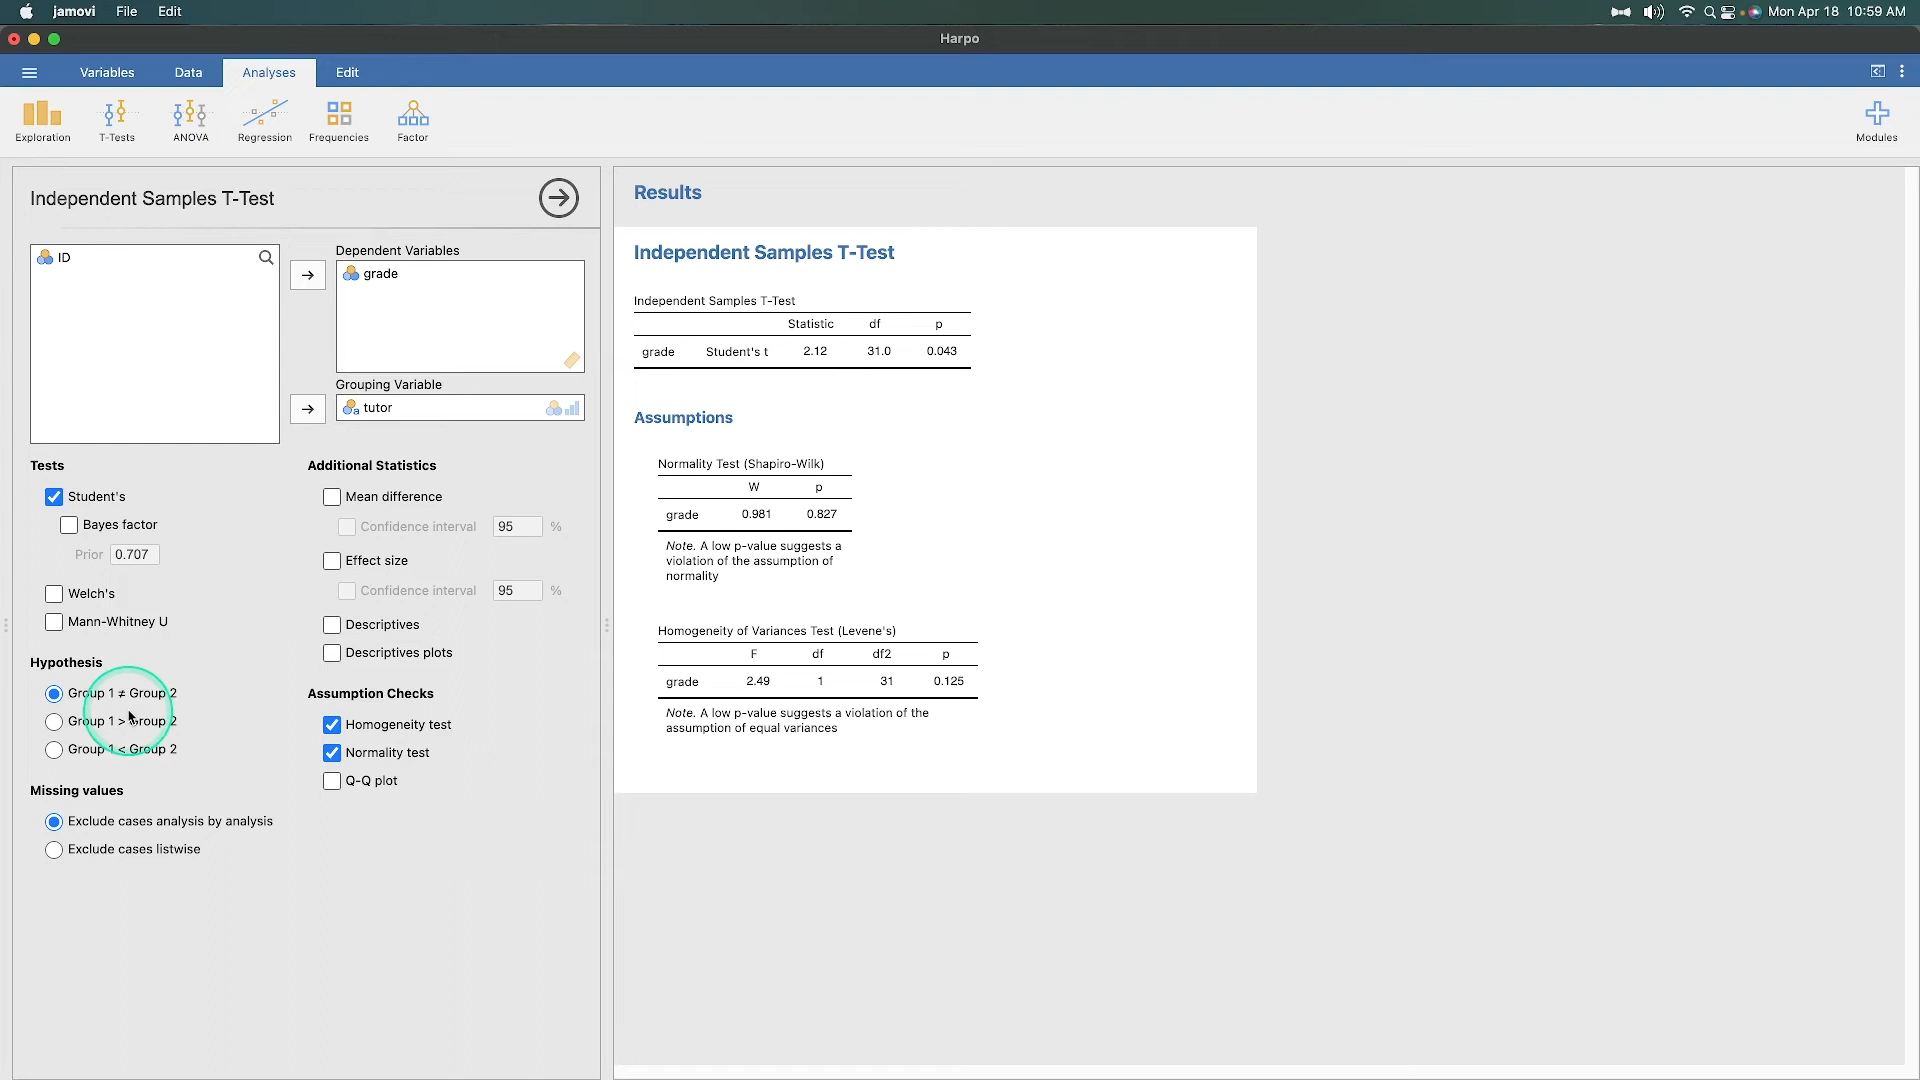 jamovi File Edit
Mon Apr 18 10:59 AM
Harpo
Variables Data Analyses Edit
Exploration T-Tests ANOVA Regression Frequencies Factor Modules
Independent Samples T-Test
ID
Dependent Variables
grade
Grouping Variable
a tutor
Tests
Student's
Bayes factor
Prior 0.707
Welch's
Mann-Whitney U
Hypothesis
Group 1 ≠ Group 2
Group 1 > Group 2
Group 1 < Group 2
Missing values
Exclude cases analysis by analysis
Exclude cases listwise
Additional Statistics
Mean difference
Confidence interval 95 %
Effect size
Confidence interval 95 %
Descriptives
Descriptives plots
Assumption Checks
Homogeneity test
Normality test
Q-Q plot
Results
Independent Samples T-Test
Independent Samples T-Test
Statistic df p
grade Student's t 2.12 31.0 0.043
Assumptions
Normality Test (Shapiro-Wilk)
W p
grade 0.981 0.827
Note. A low p-value suggests a
violation of the assumption of
normality
Homogeneity of Variances Test (Levene's)
F df df2 p
grade 2.49 1 31 0.125
Note. A low p-value suggests a violation of the
assumption of equal variances